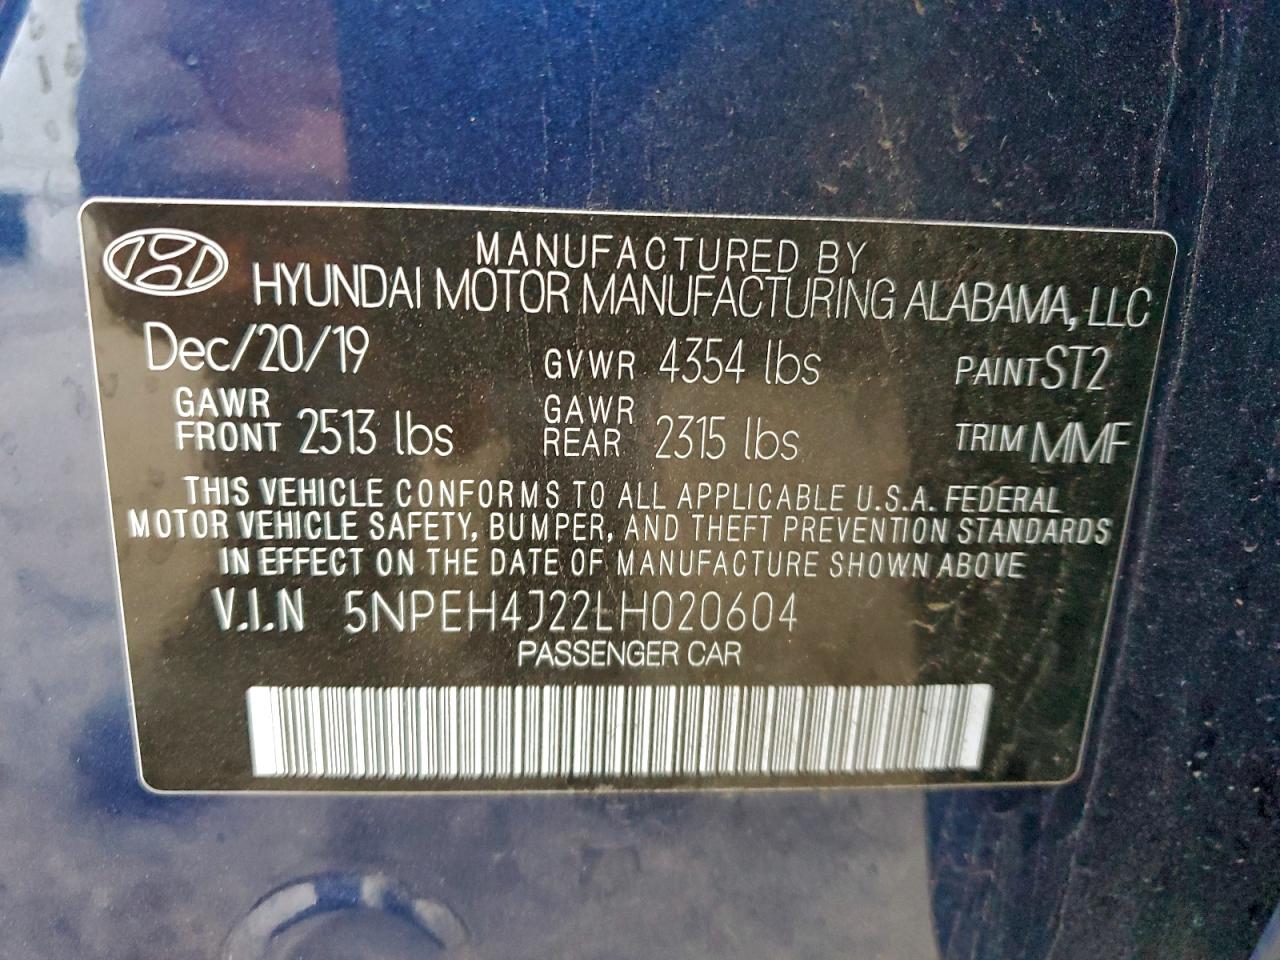 MANUFACTURED BY
HYUNDAI MOTOR MANUFACTURING ALABAMA, LLC
Dec/20/19 GVWR 4354 lbs PAINT ST2
GAWR FRONT 2513 lbs GAWR REAR 2315 lbs TRIM MMF
THIS VEHICLE CONFORMS TO ALL APPLICABLE U.S.A. FEDERAL
MOTOR VEHICLE SAFETY, BUMPER, AND THEFT PREVENTION STANDARDS
IN EFFECT ON THE DATE OF MANUFACTURE SHOWN ABOVE
V.I.N 5NPEH4J22LH020604
PASSENGER CAR